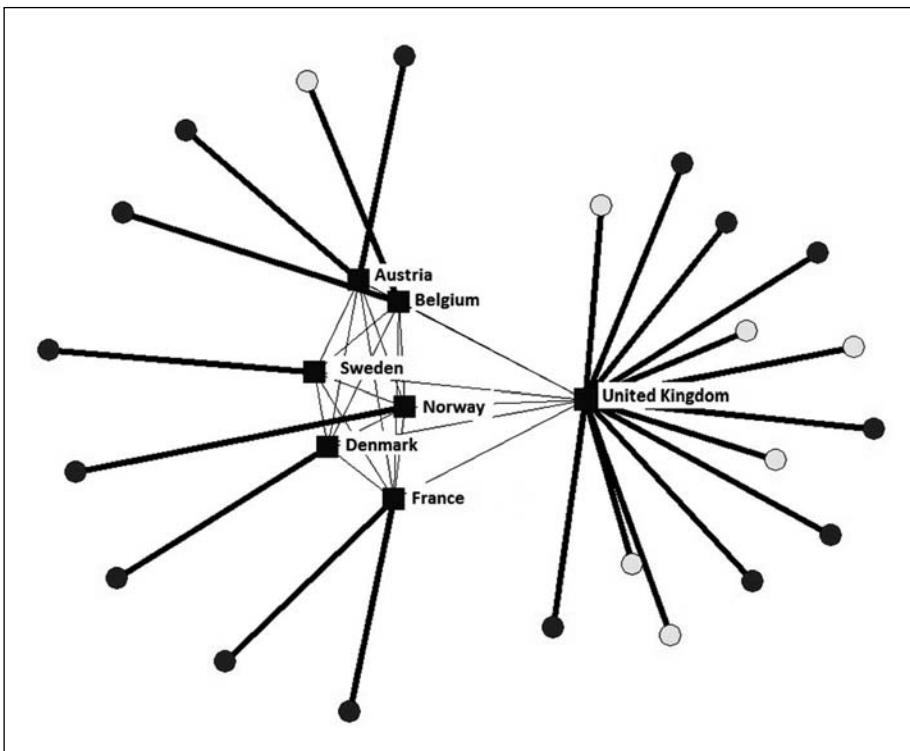 Austria
Belgium
Sweden
United Kingdom
Norway
Denmark
France